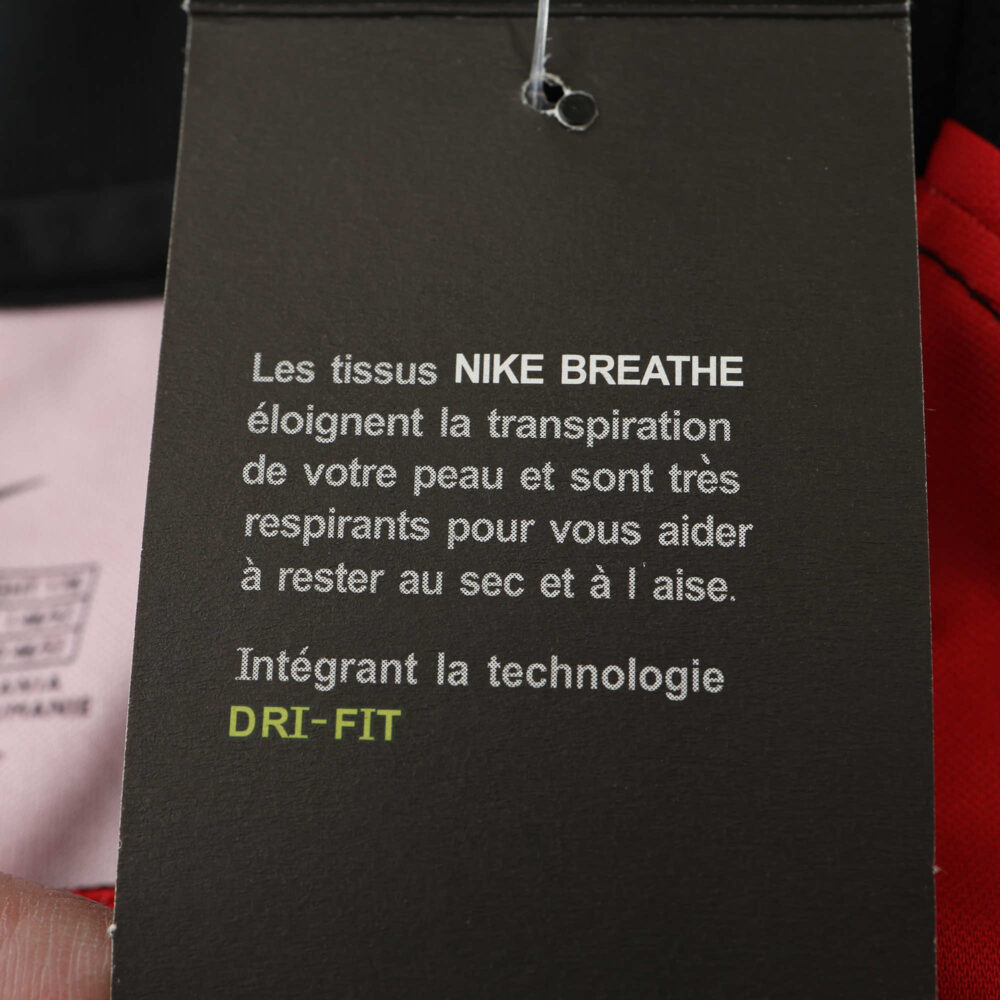 Les tissus NIKE BREATHE
éloignent la transpiration
de votre peau et sont très
respirants pour vous aider
à rester au sec et à l'aise.
Intégrant la technologie
DRI-FIT